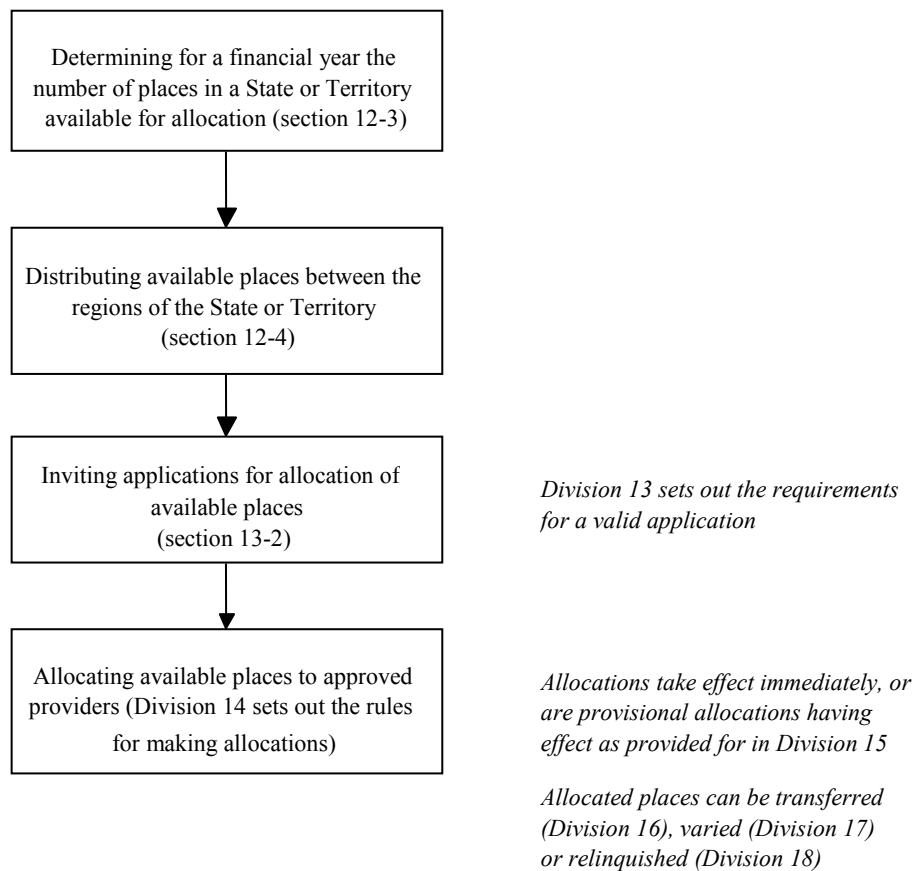 Determining for a financial year the
number of places in a State or Territory
available for allocation (section 12-3)
Distributing available places between the
regions of the State or Territory
(section 12-4)
Inviting applications for allocation of
available places
(section 13-2)
Division 13 sets out the requirements
for a valid application
Allocating available places to approved
providers (Division 14 sets out the rules
for making allocations)
Allocations take effect immediately, or
are provisional allocations having
effect as provided for in Division 15
Allocated places can be transferred
(Division 16), varied (Division 17)
or relinquished (Division 18)